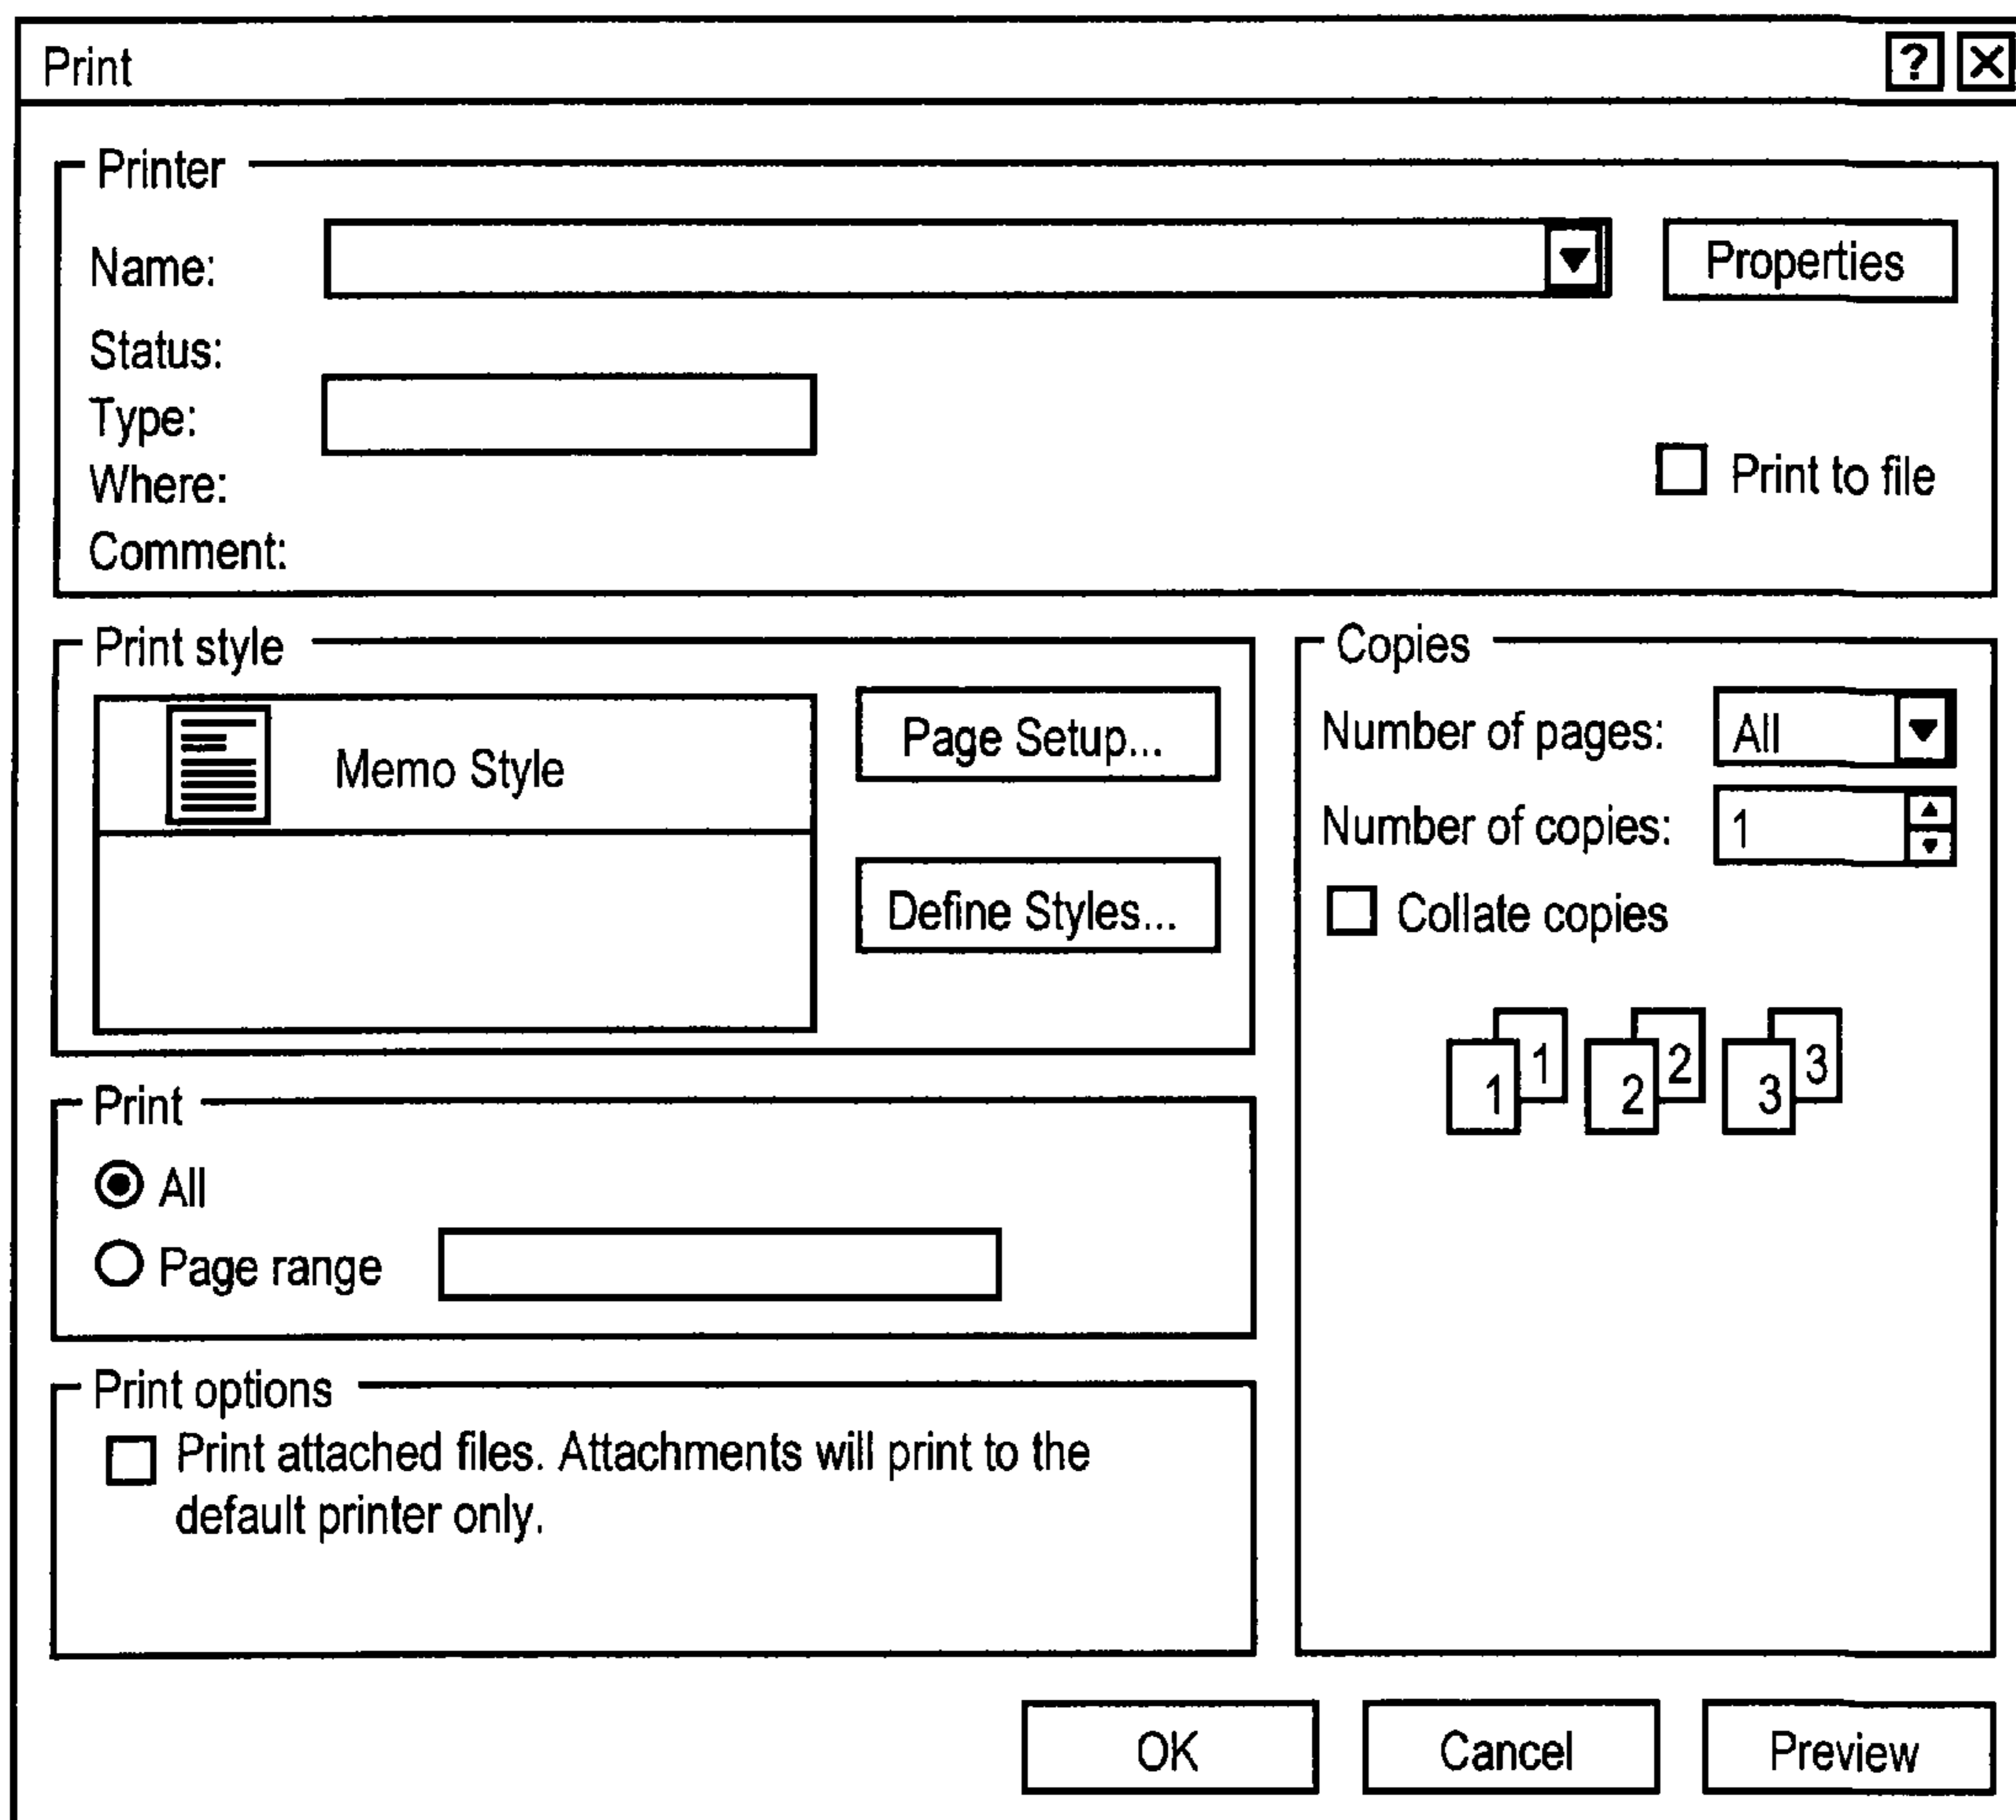 Print ? X
Printer
Name: Properties
Status:
Type:
Where: Print to file
Comment:
Print style
Memo Style
Page Setup...
Define Styles...
Copies
Number of pages: All
Number of copies: 1
Collate copies
1 1 2 2 3 3
Print
All
Page range
Print options
Print attached files. Attachments will print to the
default printer only.
OK Cancel Preview